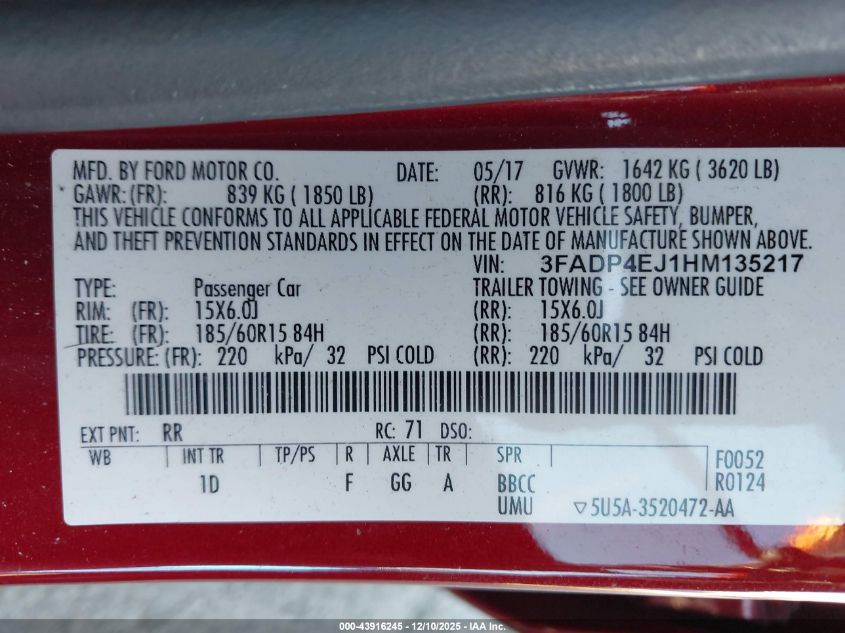 MFD. BY FORD MOTOR CO. DATE: 05/17 GVWR: 1642 KG ( 3620 LB)
GAWR: (FR): 839 KG ( 1850 LB) (RR): 816 KG ( 1800 LB)
THIS VEHICLE CONFORMS TO ALL APPLICABLE FEDERAL MOTOR VEHICLE SAFETY, BUMPER,
AND THEFT PREVENTION STANDARDS IN EFFECT ON THE DATE OF MANUFACTURE SHOWN ABOVE.
VIN: 3FADP4EJ1HM135217
TYPE: Passenger Car TRAILER TOWING - SEE OWNER GUIDE
RIM: (FR): 15X6.0J (RR): 15X6.0J
TIRE: (FR): 185/60R15 84H (RR): 185/60R15 84H
PRESSURE: (FR): 220 kPa/ 32 PSI COLD (RR): 220 kPa/ 32 PSI COLD
EXT PNT: RR RC: 71 DSO:
WB INT TR TP/PS R AXLE TR SPR F0052
1D F GG A BBCC R0124
UMU ▽5U5A-3520472-AA
000-43916245 - 12/10/2025 - IAA Inc.